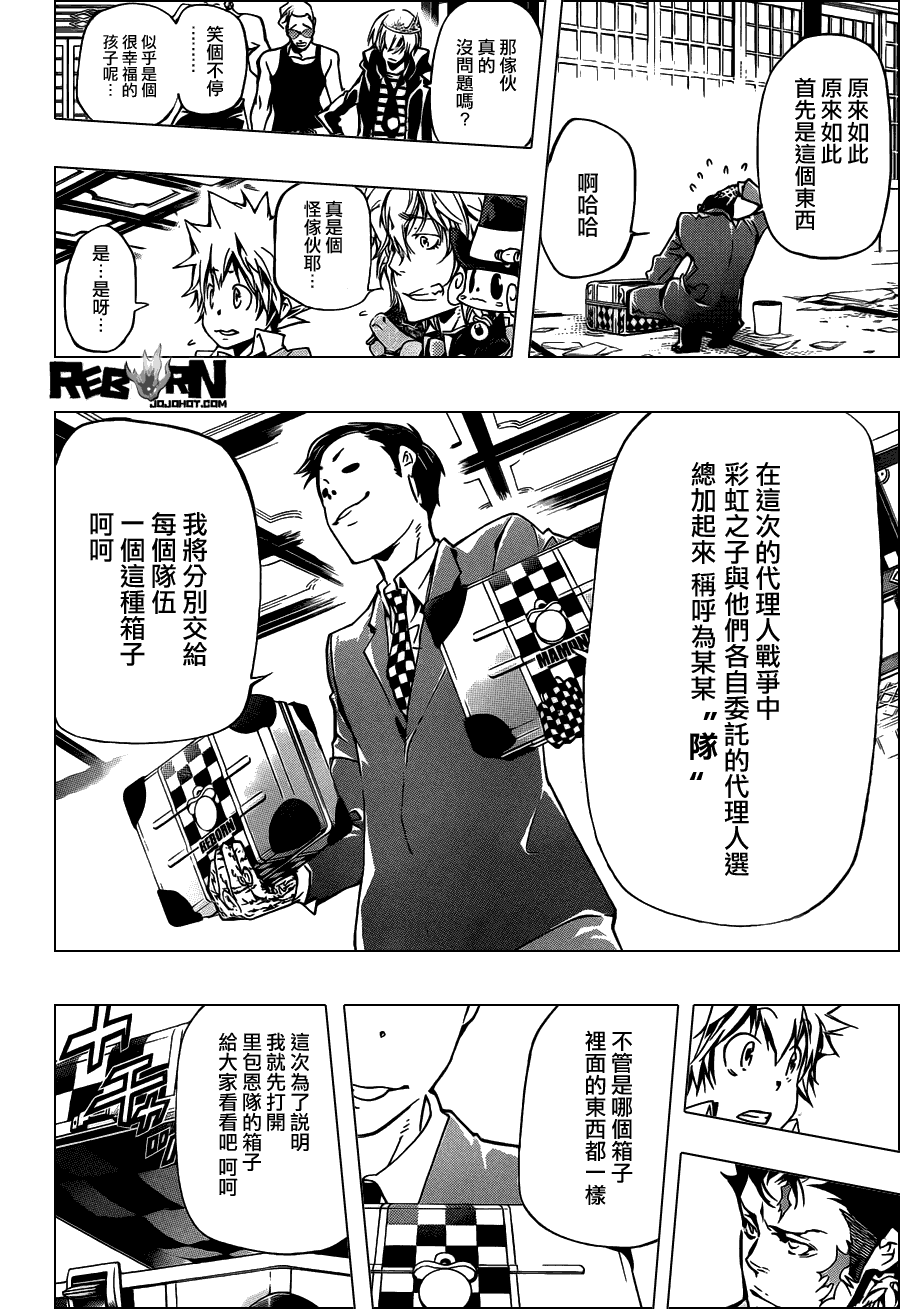 原來如此
原來如此
首先是這個東西
啊哈哈
那傢伙
真的
沒問題嗎？
笑個不停
………
似乎是個
很幸福的
孩子呢…
真是個
怪傢伙耶…
是…是呀…
REBORN
JOJOHOT.COM
在這次的代理人戰爭中
彩虹之子與他們各自委託的代理人選
總加起來 稱呼為某某〝隊〞
MAMON
REBORN
我將分別交給
每個隊伍
一個這種箱子
呵呵
不管是哪個箱子
裡面的東西都一樣
這次為了説明
我就先打開
里包恩隊的箱子
給大家看看吧 呵呵